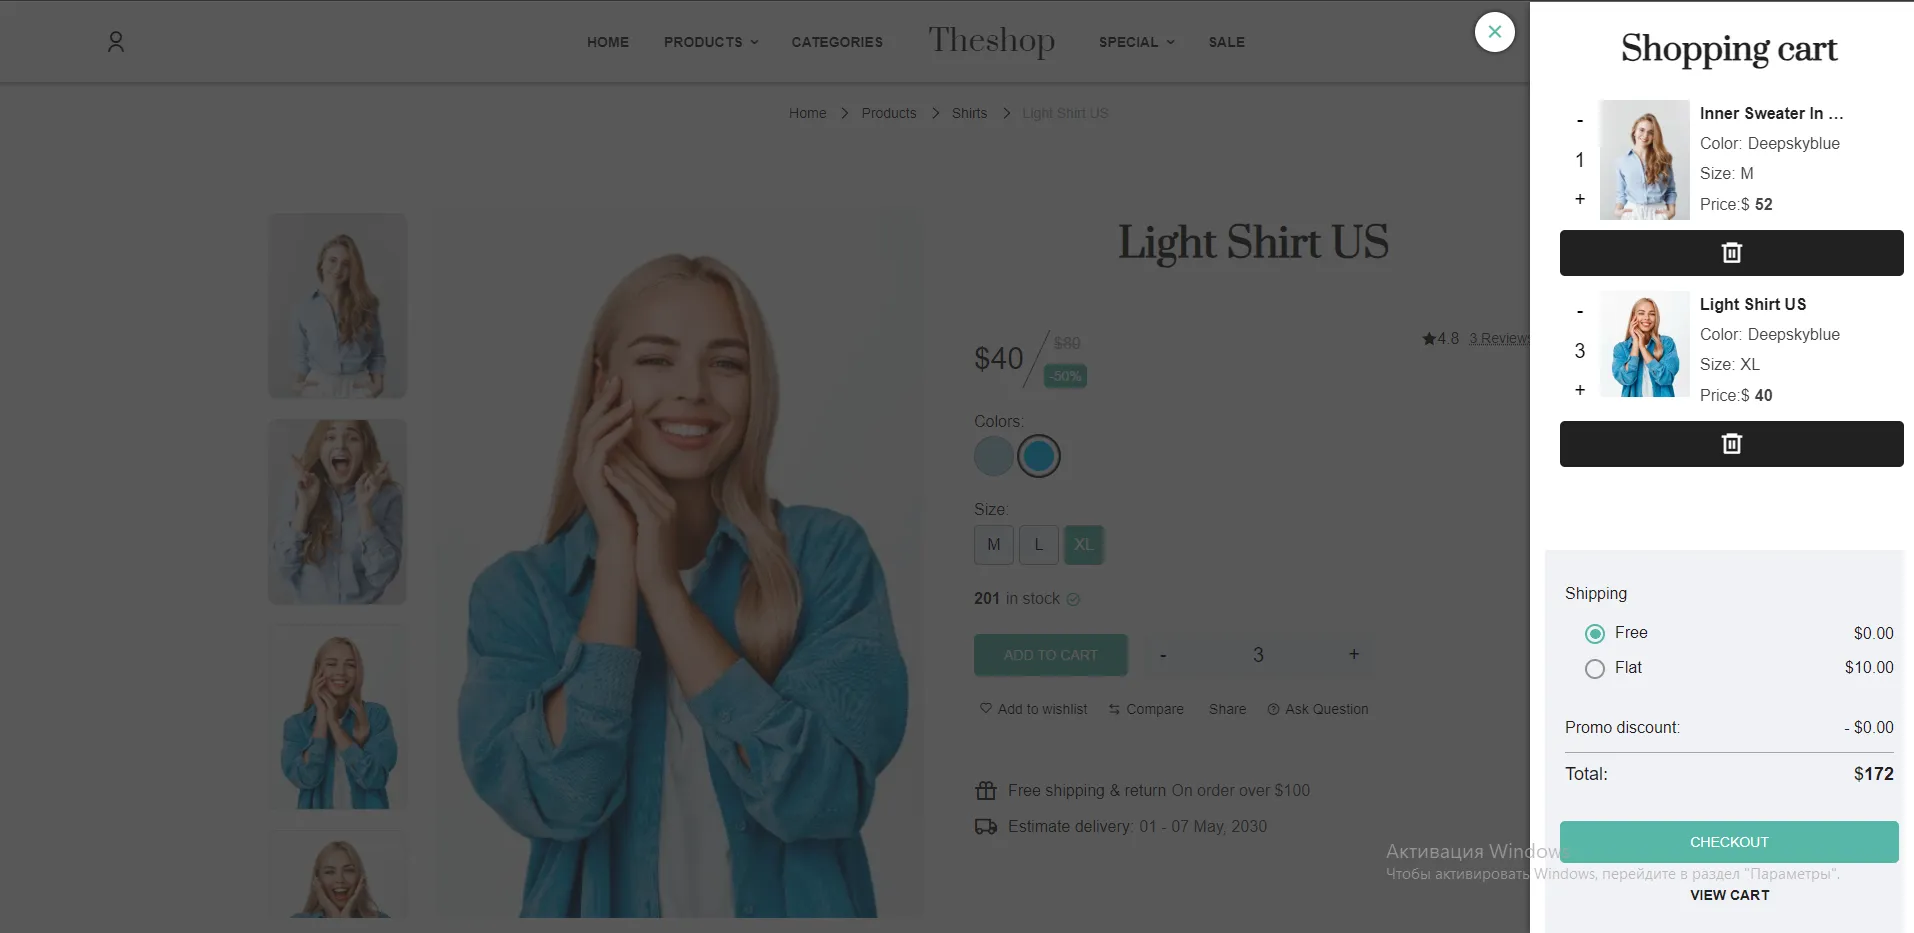 HOME
PRODUCTS
CATEGORIES
Theshop
SPECIAL
SALE
Home
Products
Shirts
Light Shirt US
Light Shirt US
$40
$80
-50%
4.8
3 Reviews
Colors:
Size:
M
L
XL
201 in stock
ADD TO CART
-
3
+
Add to wishlist
Compare
Share
Ask Question
Free shipping & return On order over $100
Estimate delivery: 01 - 07 May, 2030
Shopping cart
-
1
+
Inner Sweater In ...
Color: Deepskyblue
Size: M
Price:$ 52
-
3
+
Light Shirt US
Color: Deepskyblue
Size: XL
Price:$ 40
Shipping
Free
$0.00
Flat
$10.00
Promo discount:
- $0.00
Total:
$172
CHECKOUT
Активация Windows
Чтобы активировать Windows, перейдите в раздел "Параметры".
VIEW CART